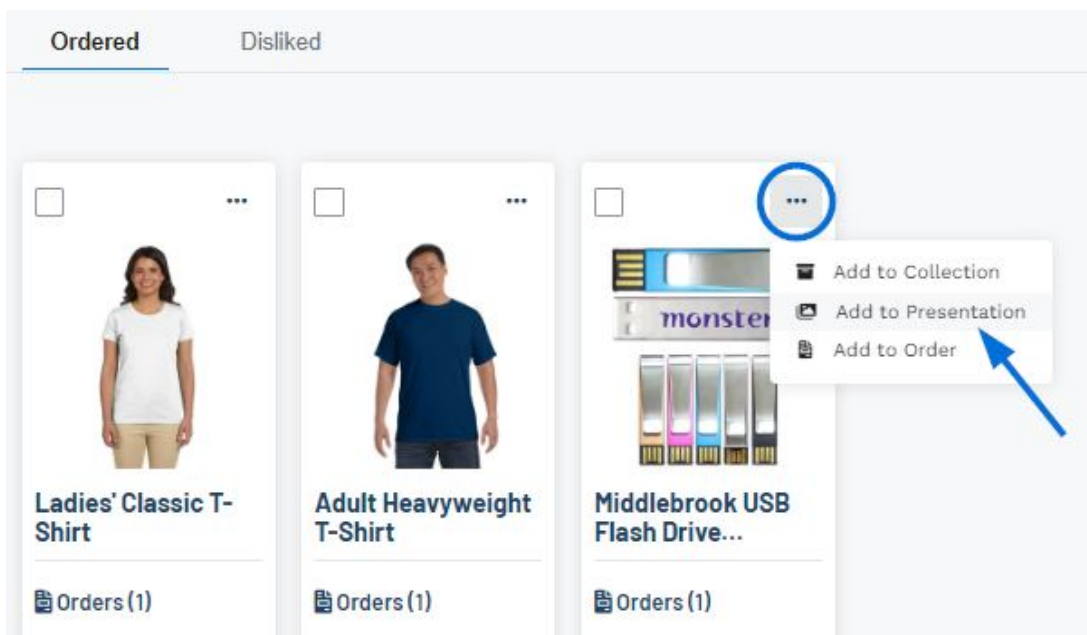 Ordered
Disliked
Add to Collection
monster
Add to Presentation
Add to Order
Ladies' Classic T-
Shirt
Adult Heavyweight
T-Shirt
Middlebrook USB
Flash Drive...
Orders (1)
Orders (1)
Orders (1)